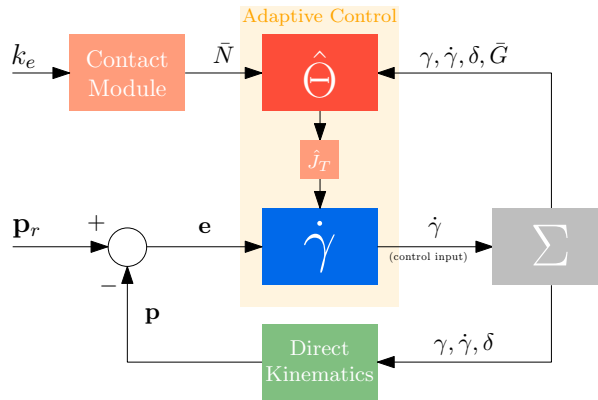 Adaptive Control
k_e
Contact
Module
N̄
Θ̂
γ, γ̇, δ, Ḡ
Ĵ_T
p_r
+
e
γ̇
γ̇
(control input)
Σ
−
p
Direct
Kinematics
γ, γ̇, δ